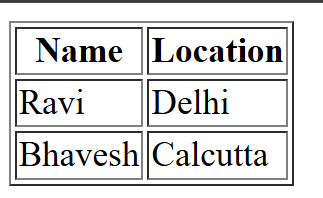 Name Location
Ravi Delhi
Bhavesh Calcutta